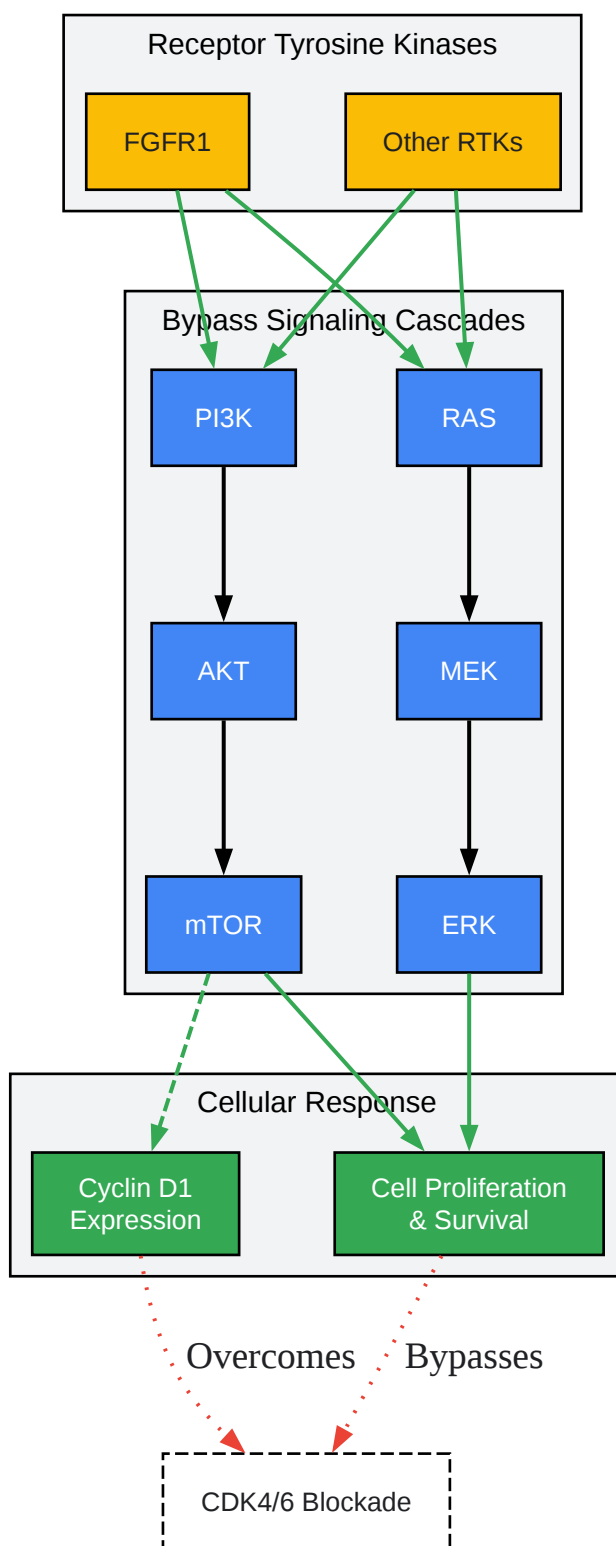 Receptor Tyrosine Kinases
FGFR1
Other RTKs
Bypass Signaling Cascades
PI3K
RAS
AKT
MEK
mTOR
ERK
Cellular Response
Cyclin D1
Expression
Cell Proliferation
& Survival
Overcomes
Bypasses
CDK4/6 Blockade